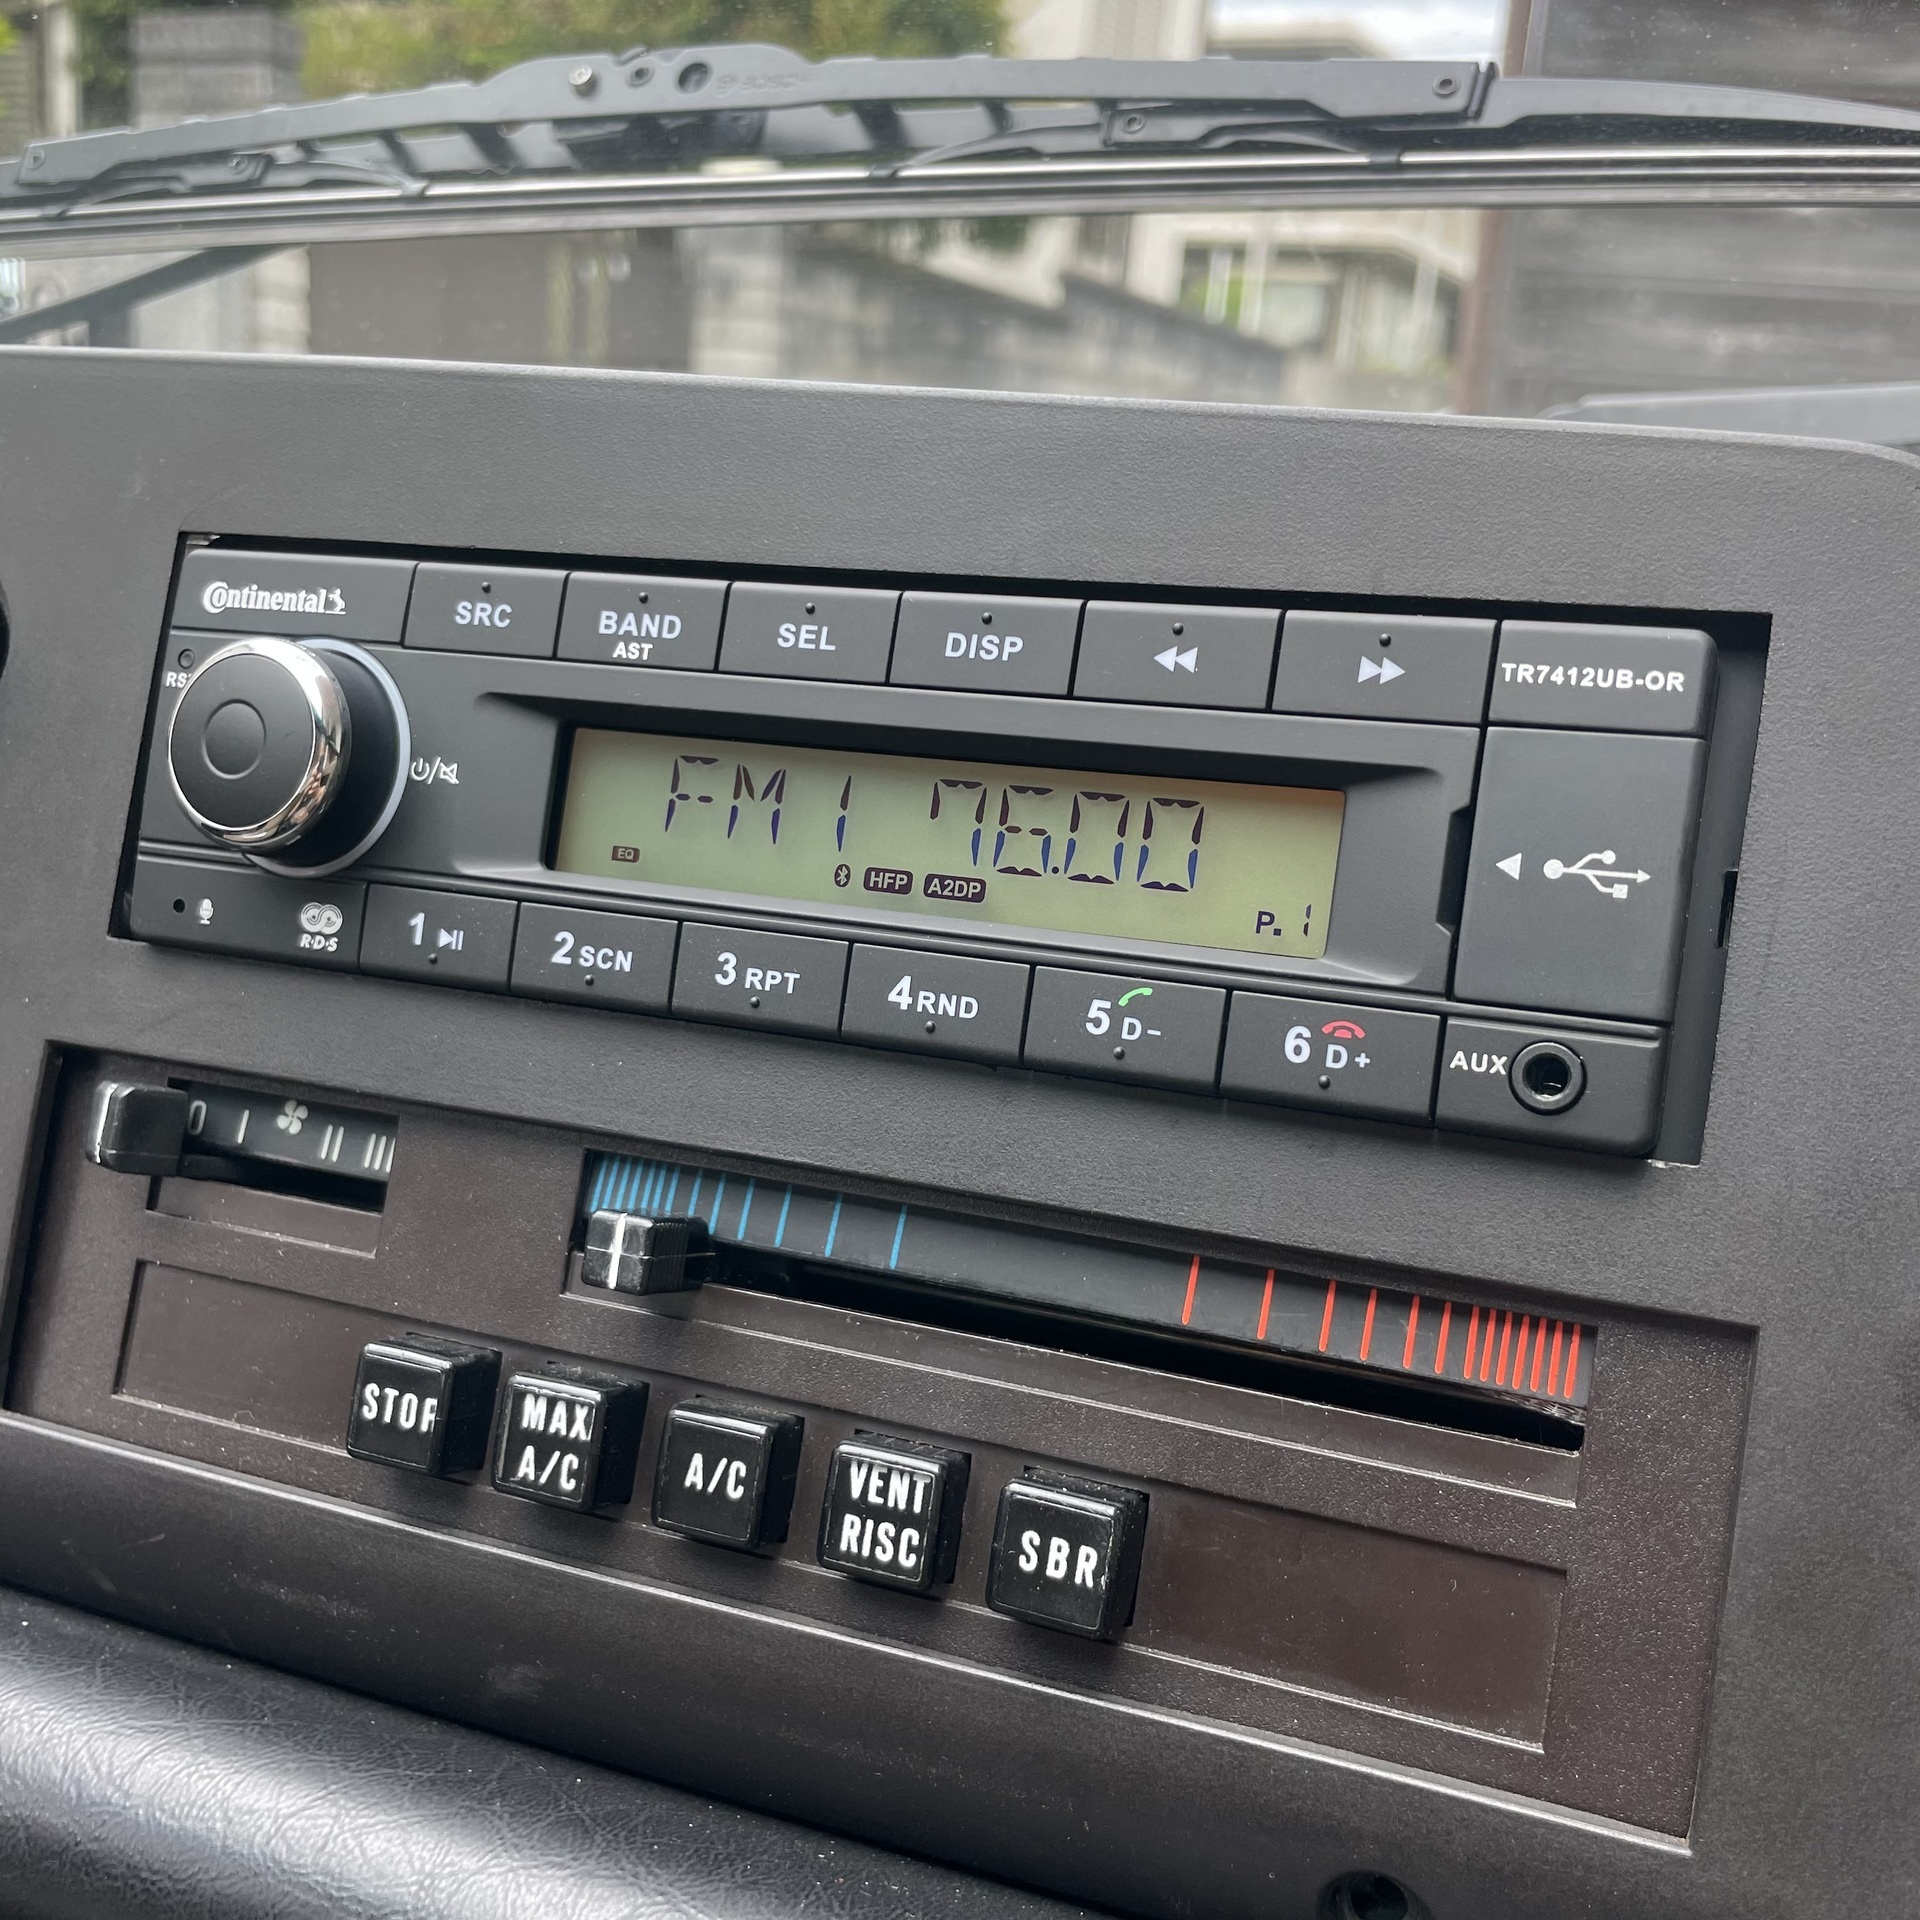 Continental
SRC
BAND
AST
SEL
DISP
TR7412UB-OR
FM1 76.00
EQ
HFP
A2DP
P.1
R·D·S
1
2 SCN
3 RPT
4 RND
5 D-
6 D+
AUX
0 I II III
STOP
MAX
A/C
A/C
VENT
RISC
SBR